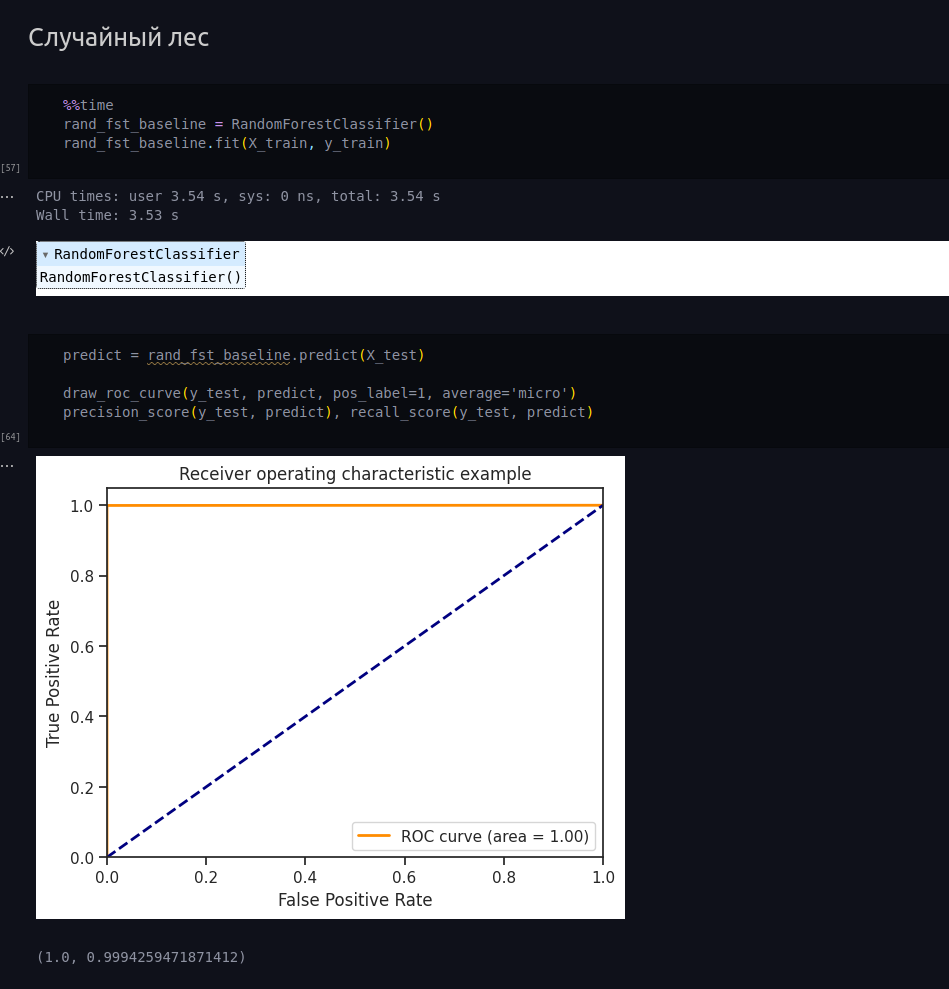 Случайный лес
%%time
rand_fst_baseline = RandomForestClassifier()
rand_fst_baseline.fit(X_train, y_train)
[57]
CPU times: user 3.54 s, sys: 0 ns, total: 3.54 s
Wall time: 3.53 s
</>
▾ RandomForestClassifier
RandomForestClassifier()
predict = rand_fst_baseline.predict(X_test)
draw_roc_curve(y_test, predict, pos_label=1, average='micro')
precision_score(y_test, predict), recall_score(y_test, predict)
[64]
Receiver operating characteristic example
True Positive Rate
1.0
0.8
0.6
0.4
0.2
0.0
ROC curve (area = 1.00)
0.0 0.2 0.4 0.6 0.8 1.0
False Positive Rate
(1.0, 0.9994259471871412)